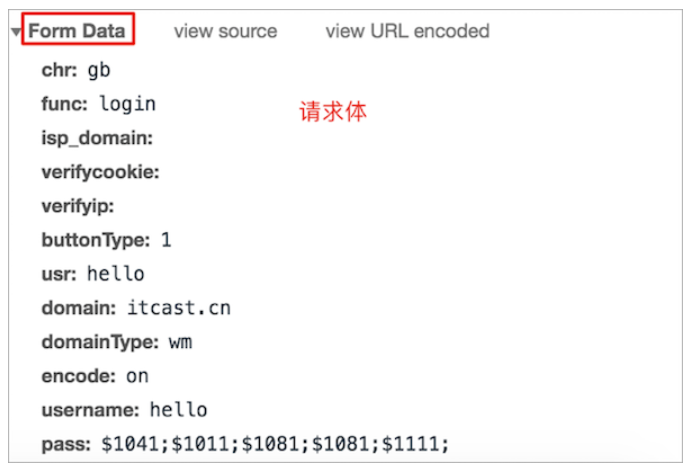 Form Data view source view URL encoded
chr: gb
func: login
请求体
isp_domain:
verifycookie:
verifyip:
buttonType: 1
usr: hello
domain: itcast.cn
domainType: wm
encode: on
username: hello
pass: $1041;$1011;$1081;$1081;$1111;